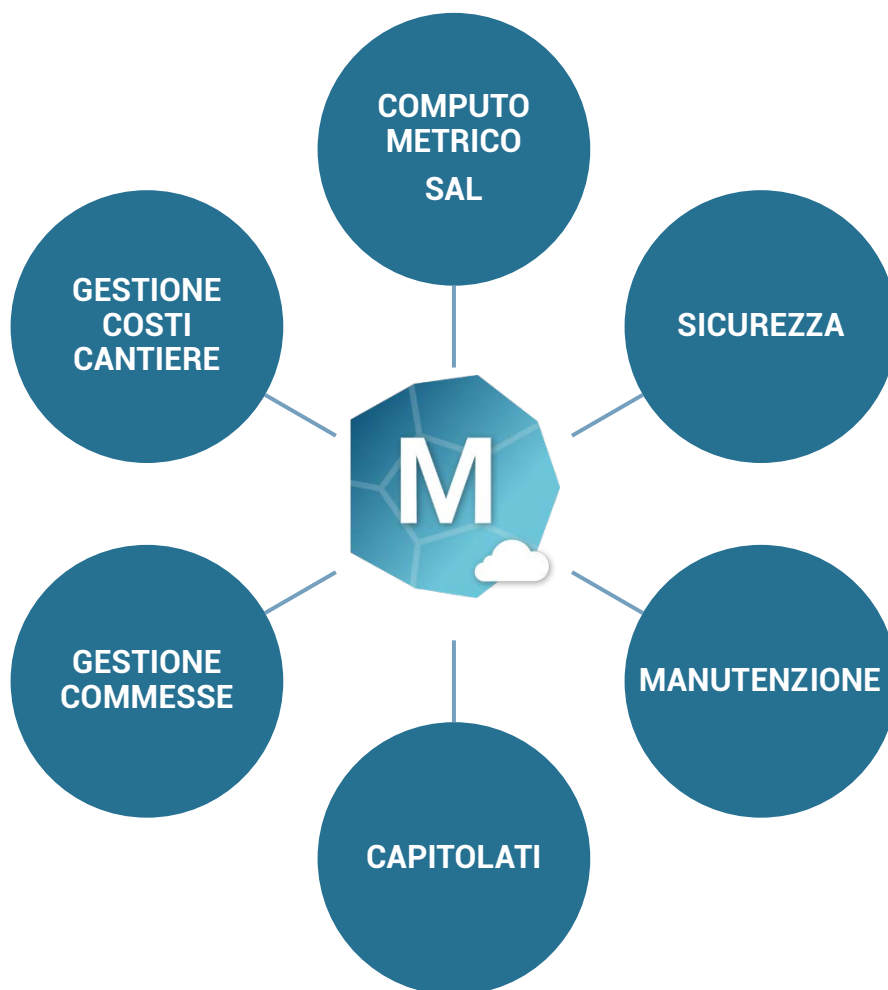 COMPUTO
METRICO
SAL
GESTIONE
COSTI
CANTIERE
SICUREZZA
M
GESTIONE
COMMESSE
MANUTENZIONE
CAPITOLATI